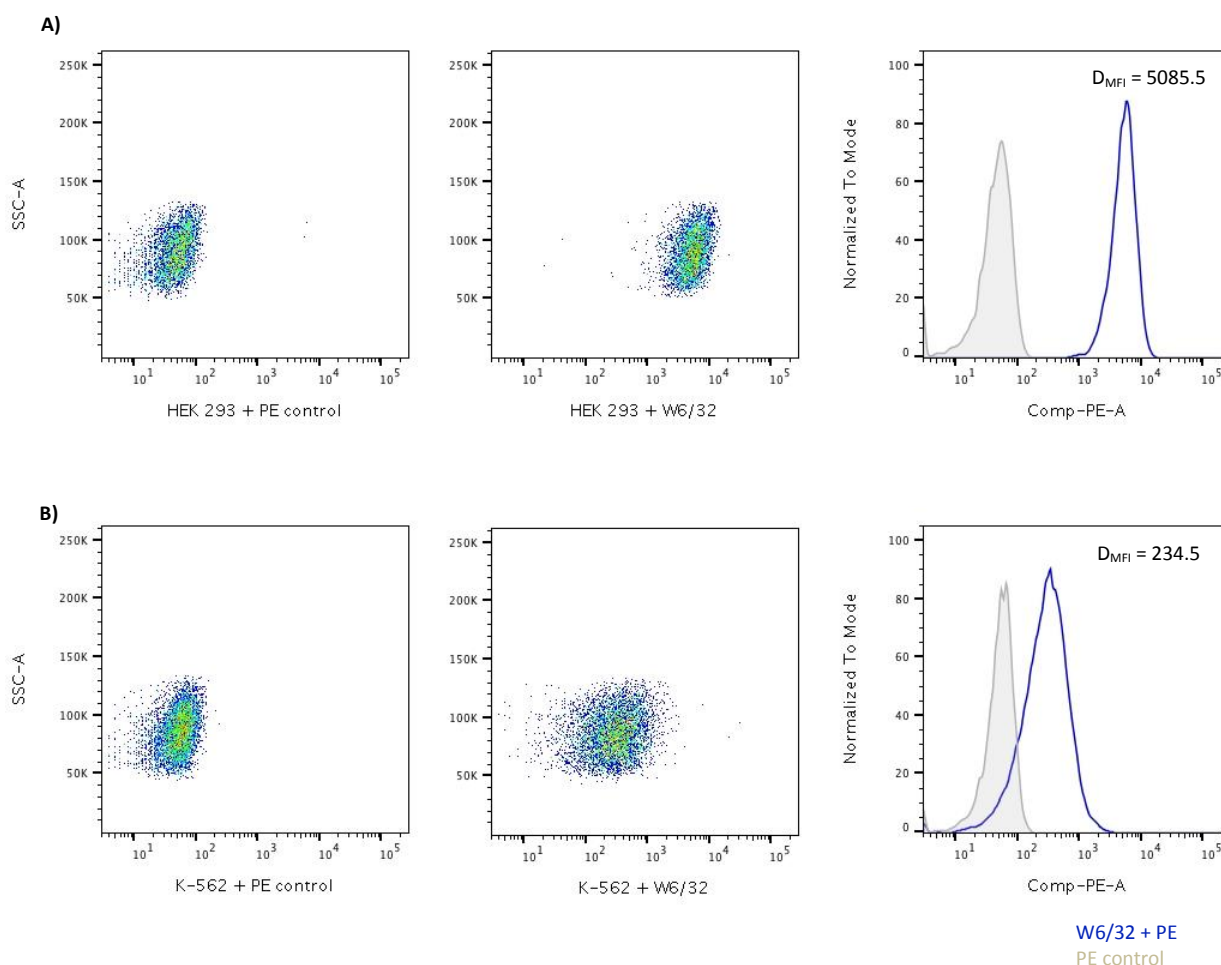 A)
250K
200K
150K
100K
50K
SSC-A
10^1 10^2 10^3 10^4 10^5
HEK 293 + PE control
250K
200K
150K
100K
50K
10^1 10^2 10^3 10^4 10^5
HEK 293 + W6/32
D_MFI = 5085.5
100
80
60
40
20
0
Normalized To Mode
10^1 10^2 10^3 10^4 10^5
Comp-PE-A
B)
250K
200K
150K
100K
50K
SSC-A
10^1 10^2 10^3 10^4 10^5
K-562 + PE control
250K
200K
150K
100K
50K
10^1 10^2 10^3 10^4 10^5
K-562 + W6/32
D_MFI = 234.5
100
80
60
40
20
0
Normalized To Mode
10^1 10^2 10^3 10^4 10^5
Comp-PE-A
W6/32 + PE
PE control